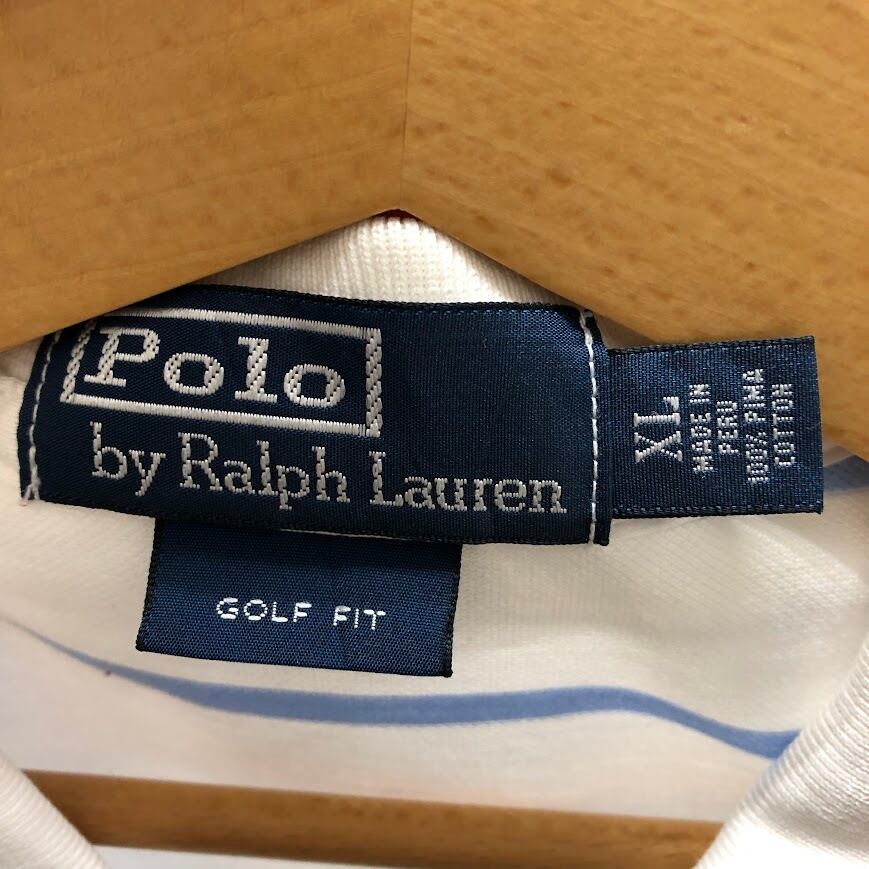 Polo
by Ralph Lauren
XL
MADE IN
PERU
100% PIMA
COTTON
GOLF FIT